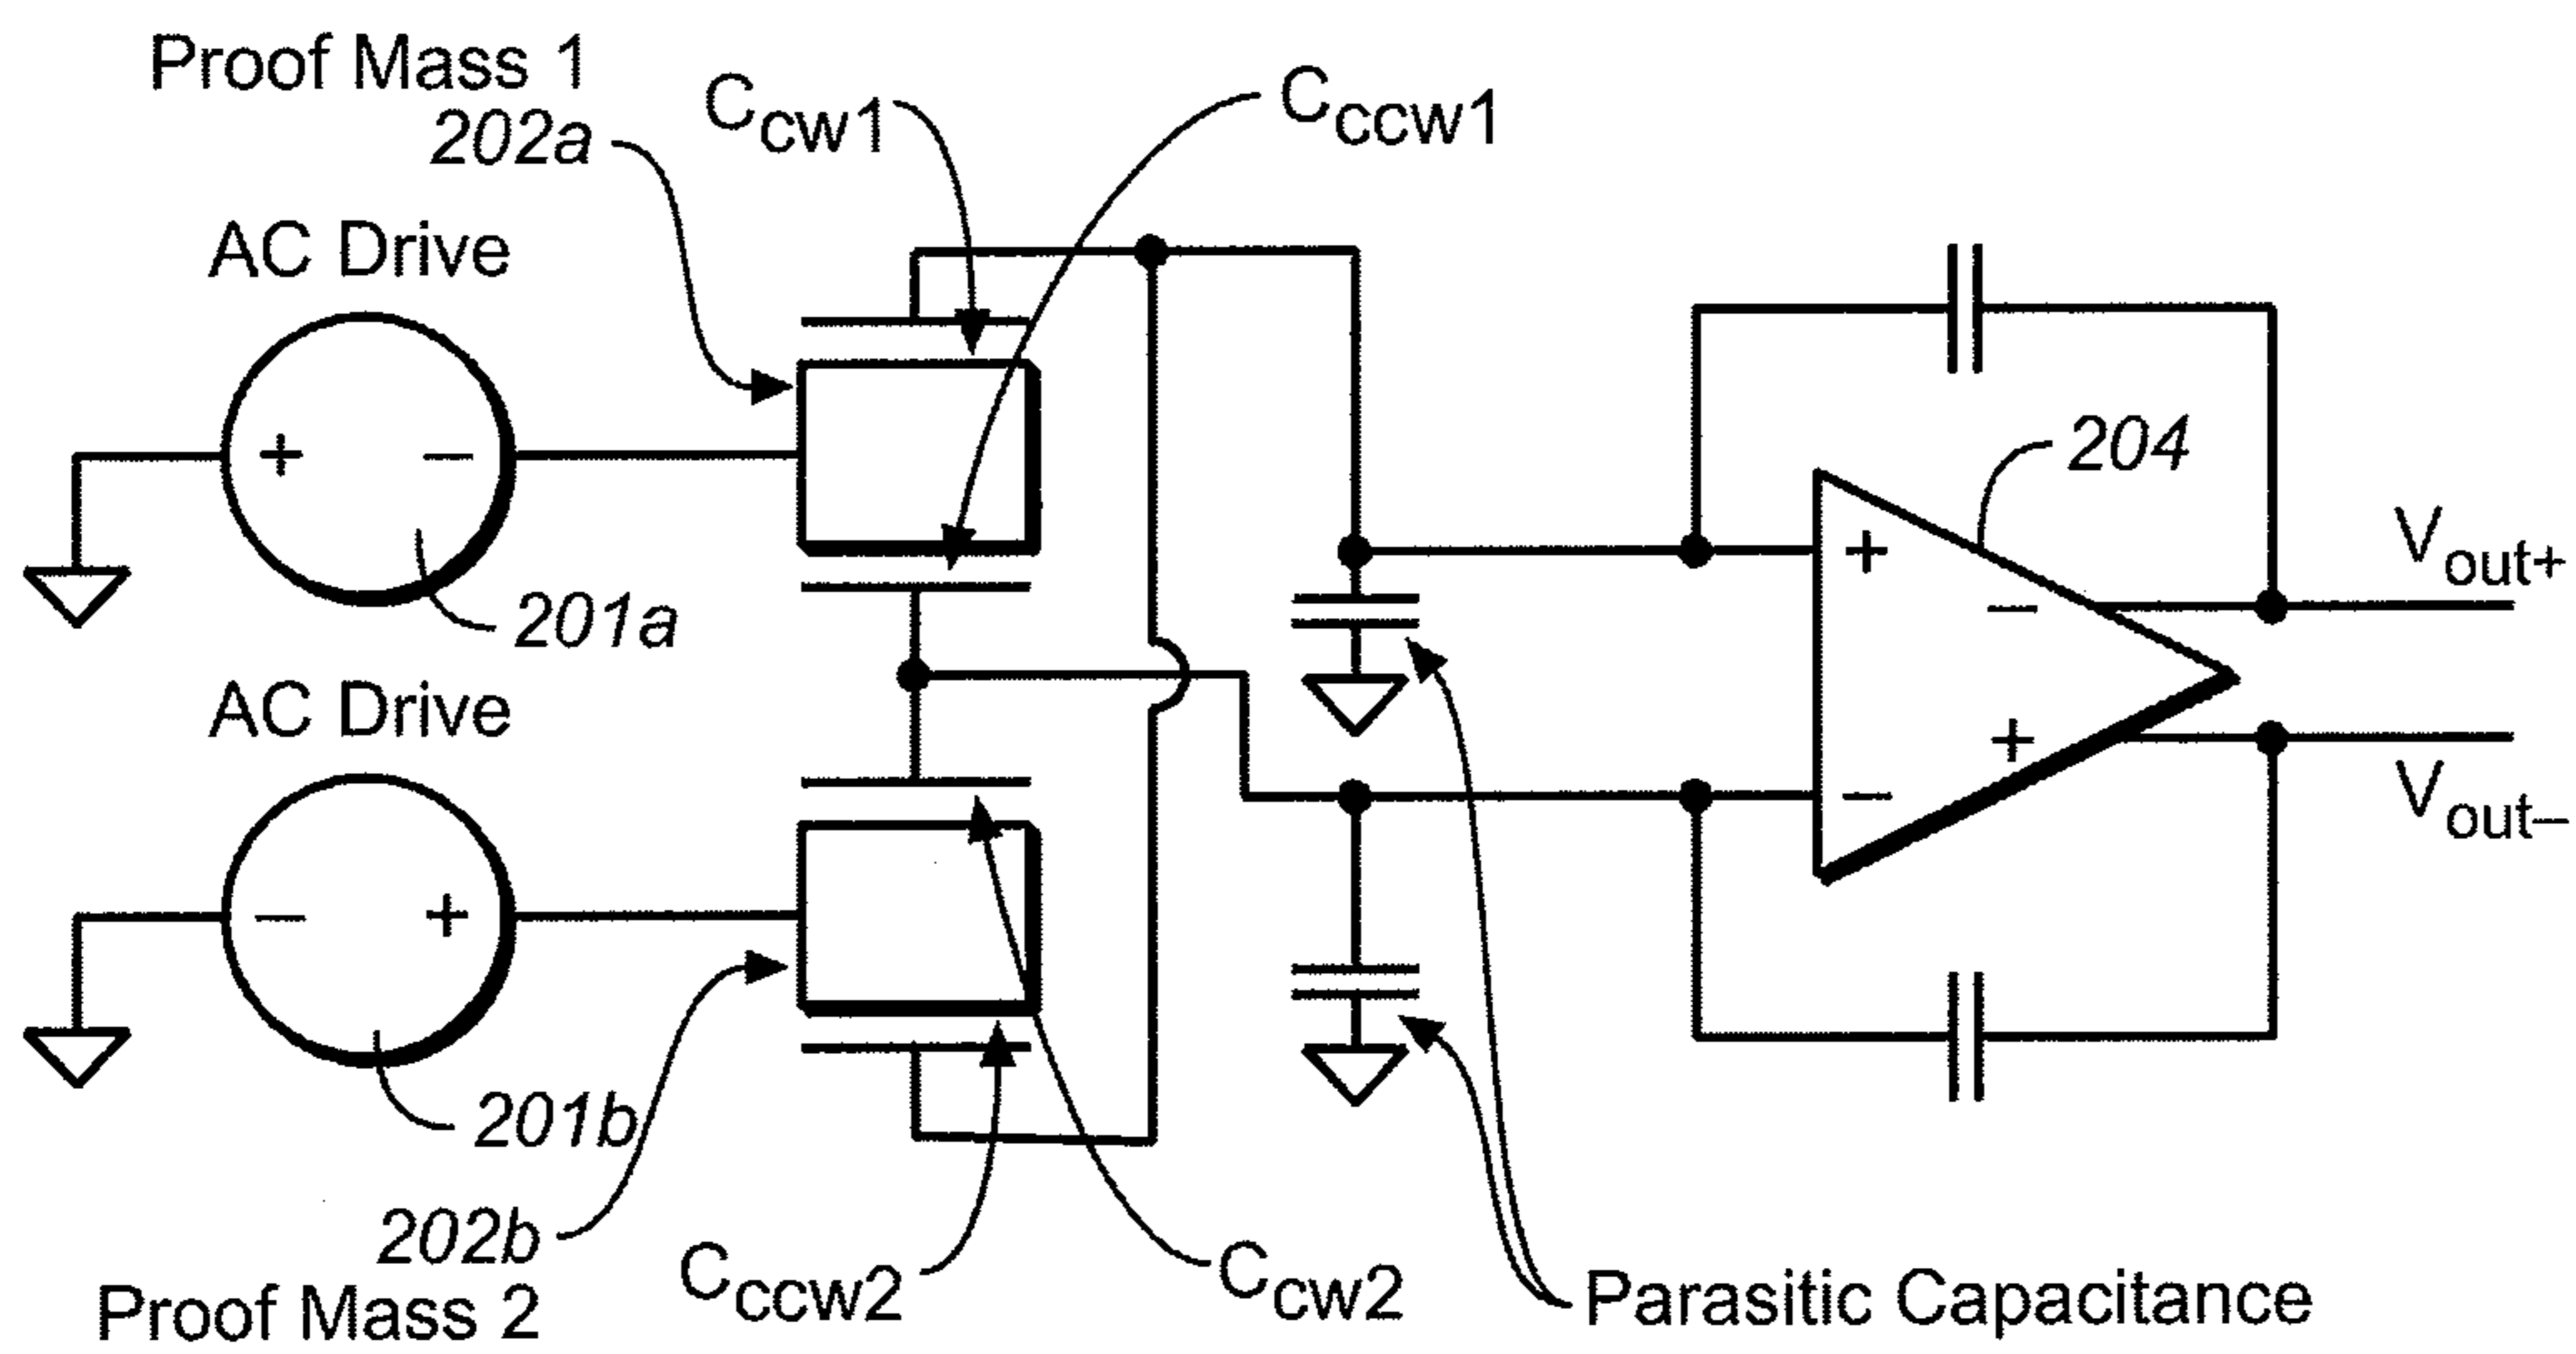 Proof Mass 1
202a
Ccw1
Cccw1
AC Drive
+ −
201a
204
+
−
Vout+
AC Drive
− +
201b
−
+
Vout−
202b
Proof Mass 2
Cccw2
Ccw2
Parasitic Capacitance